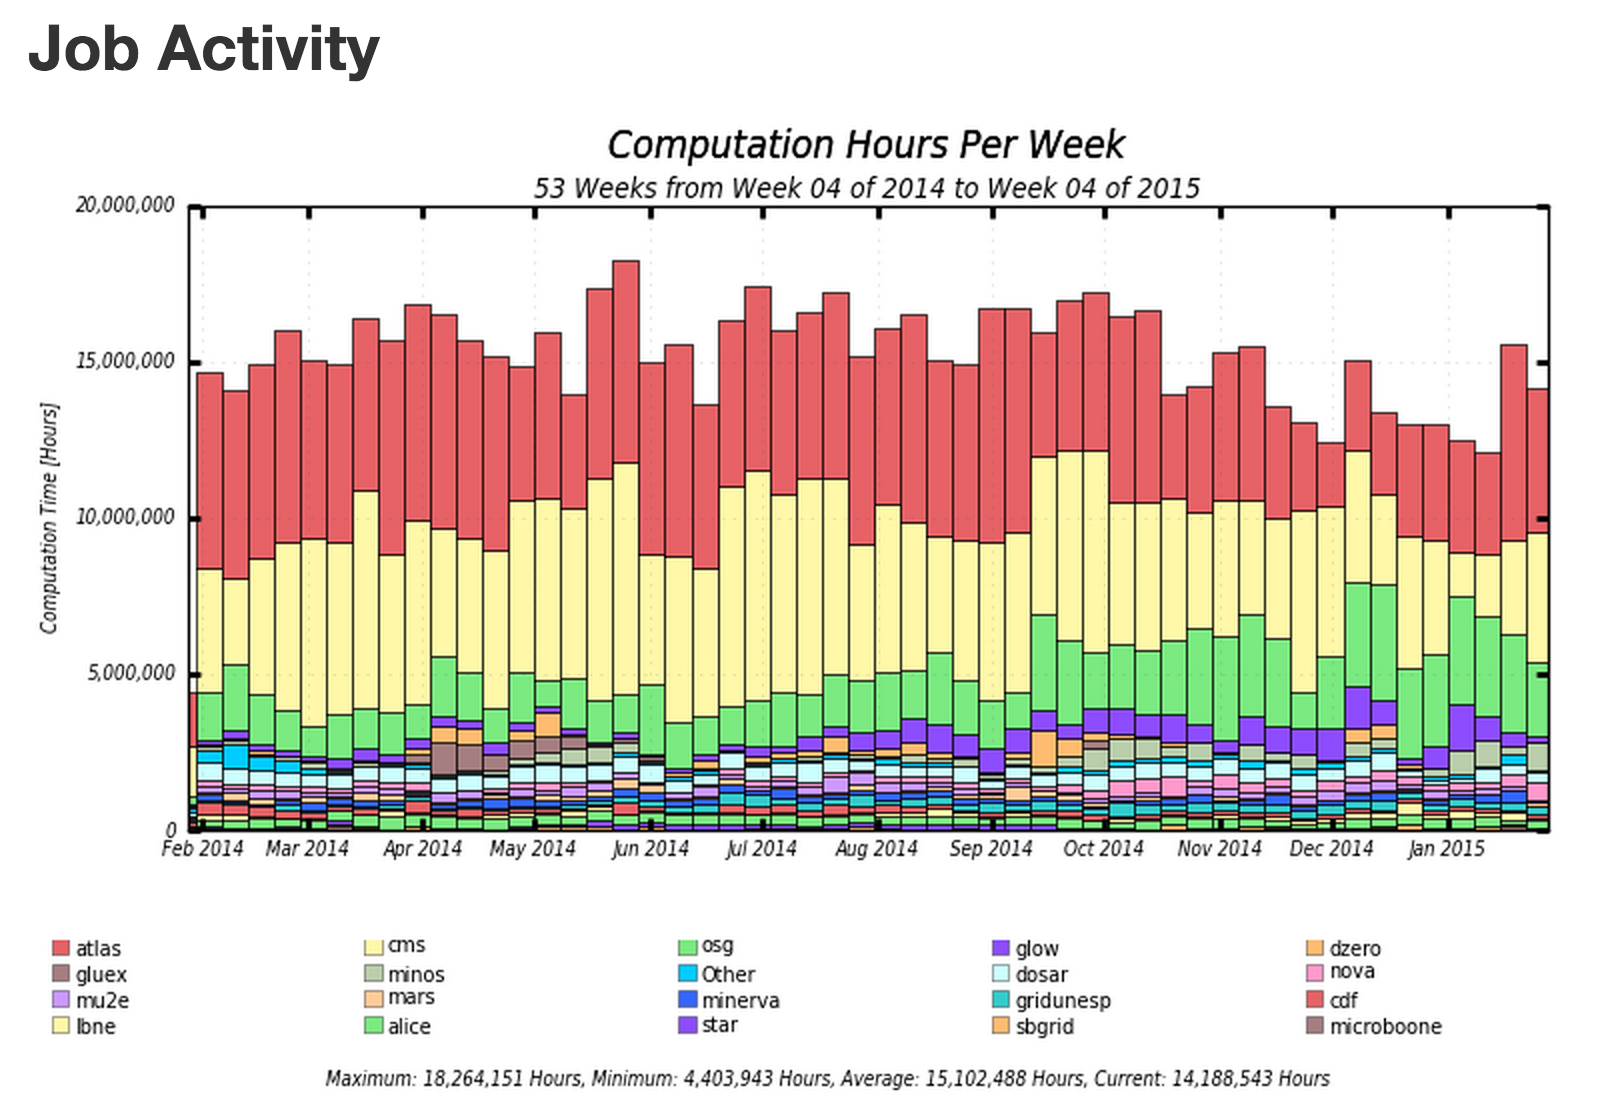 Job Activity
Computation Hours Per Week
53 Weeks from Week 04 of 2014 to Week 04 of 2015
20,000,000
15,000,000
10,000,000
5,000,000
0
Computation Time [Hours]
Feb 2014 Mar 2014 Apr 2014 May 2014 Jun 2014 Jul 2014 Aug 2014 Sep 2014 Oct 2014 Nov 2014 Dec 2014 Jan 2015
atlas cms osg glow dzero
gluex minos Other dosar nova
mu2e mars minerva gridunesp cdf
lbne alice star sbgrid microboone
Maximum: 18,264,151 Hours, Minimum: 4,403,943 Hours, Average: 15,102,488 Hours, Current: 14,188,543 Hours